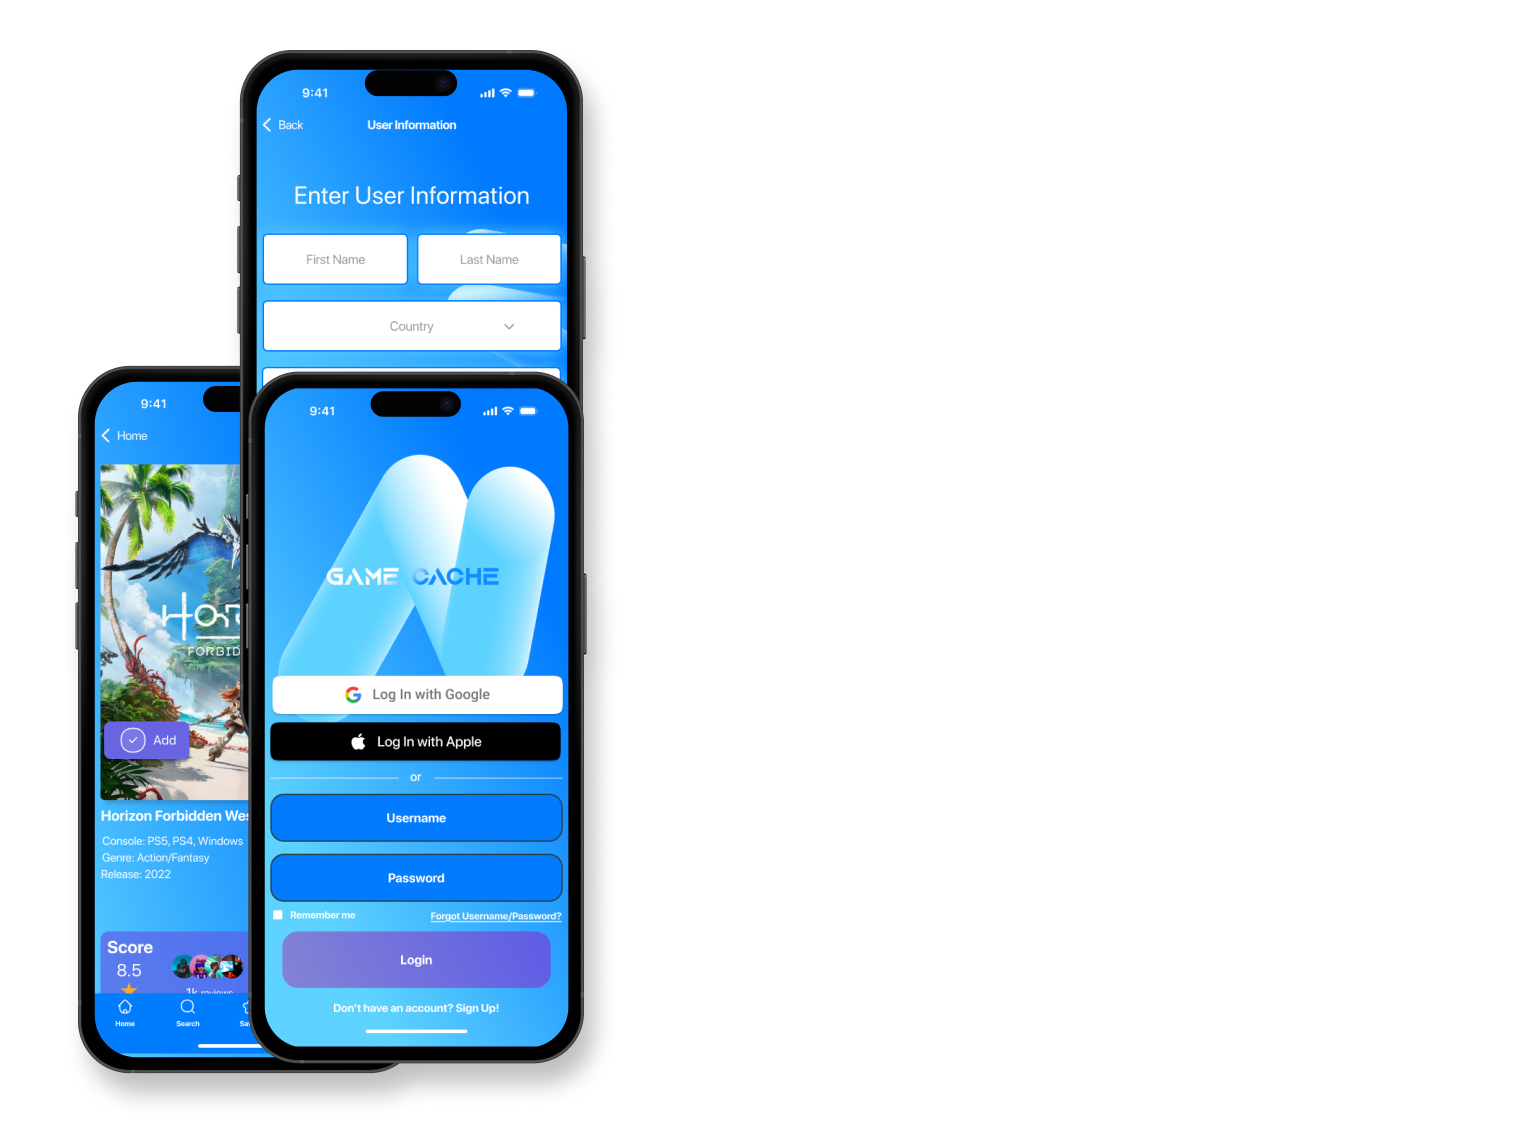 9:41
Back
User Information
Enter User Information
First Name
Last Name
Country
9:41
Home
FORBID
Add
Horizon Forbidden Wes
Console: PS5, PS4, Windows
Genre: Action/Fantasy
Release: 2022
Score
8.5
1k reviews
Home
Search
9:41
GAME CACHE
Log In with Google
Log In with Apple
or
Username
Password
Remember me
Forgot Username/Password?
Login
Don't have an account? Sign Up!